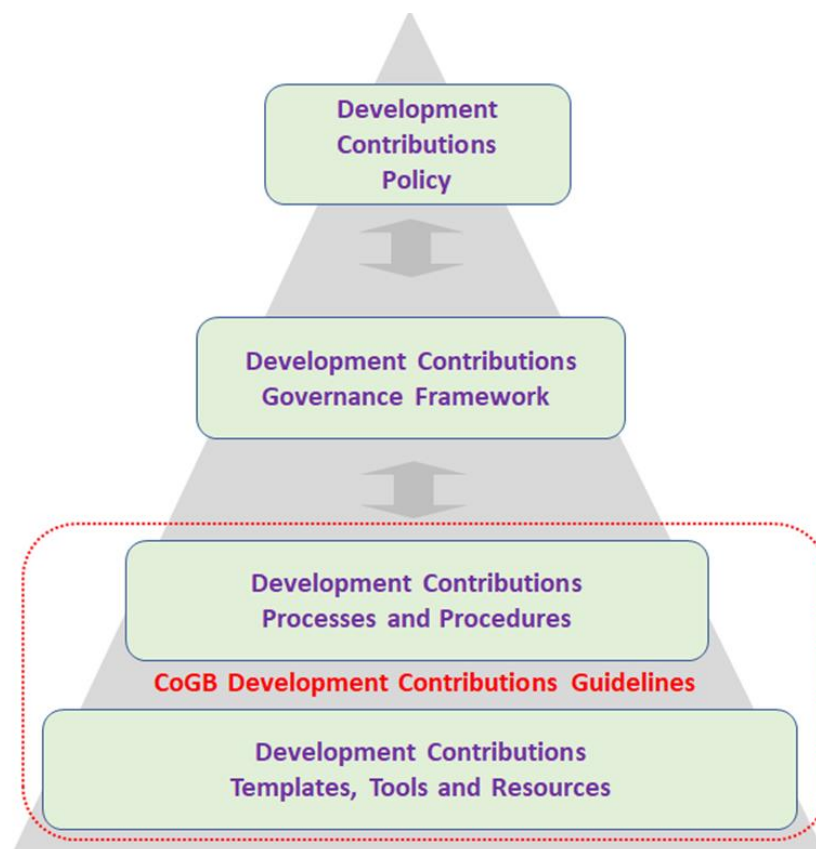 Development
Contributions
Policy
Development Contributions
Governance Framework
Development Contributions
Processes and Procedures
CoGB Development Contributions Guidelines
Development Contributions
Templates, Tools and Resources